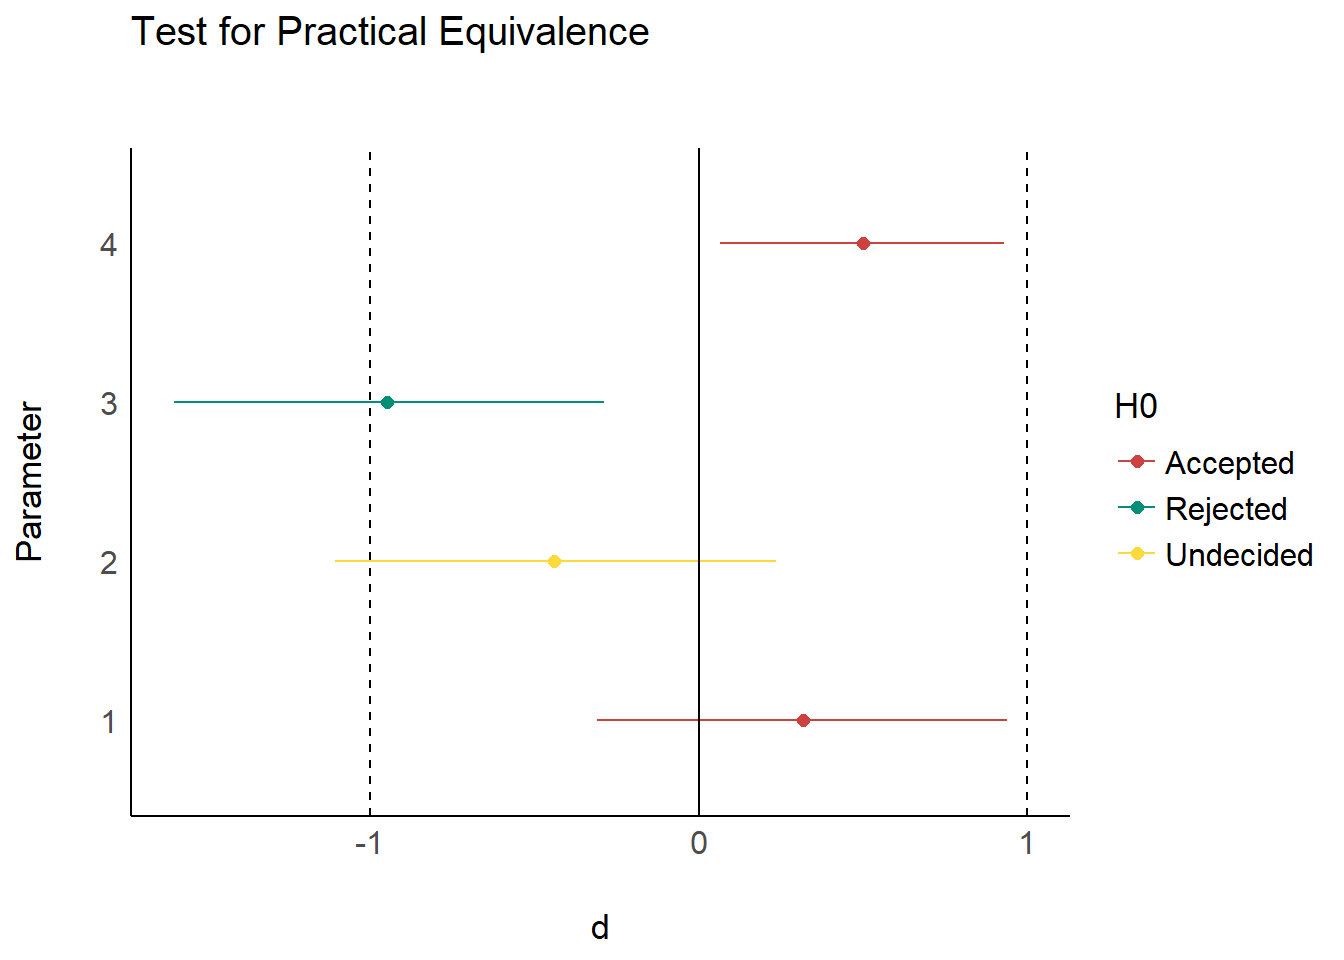 Test for Practical Equivalence
4
3
2
1
Parameter
-1
0
1
d
H0
Accepted
Rejected
Undecided